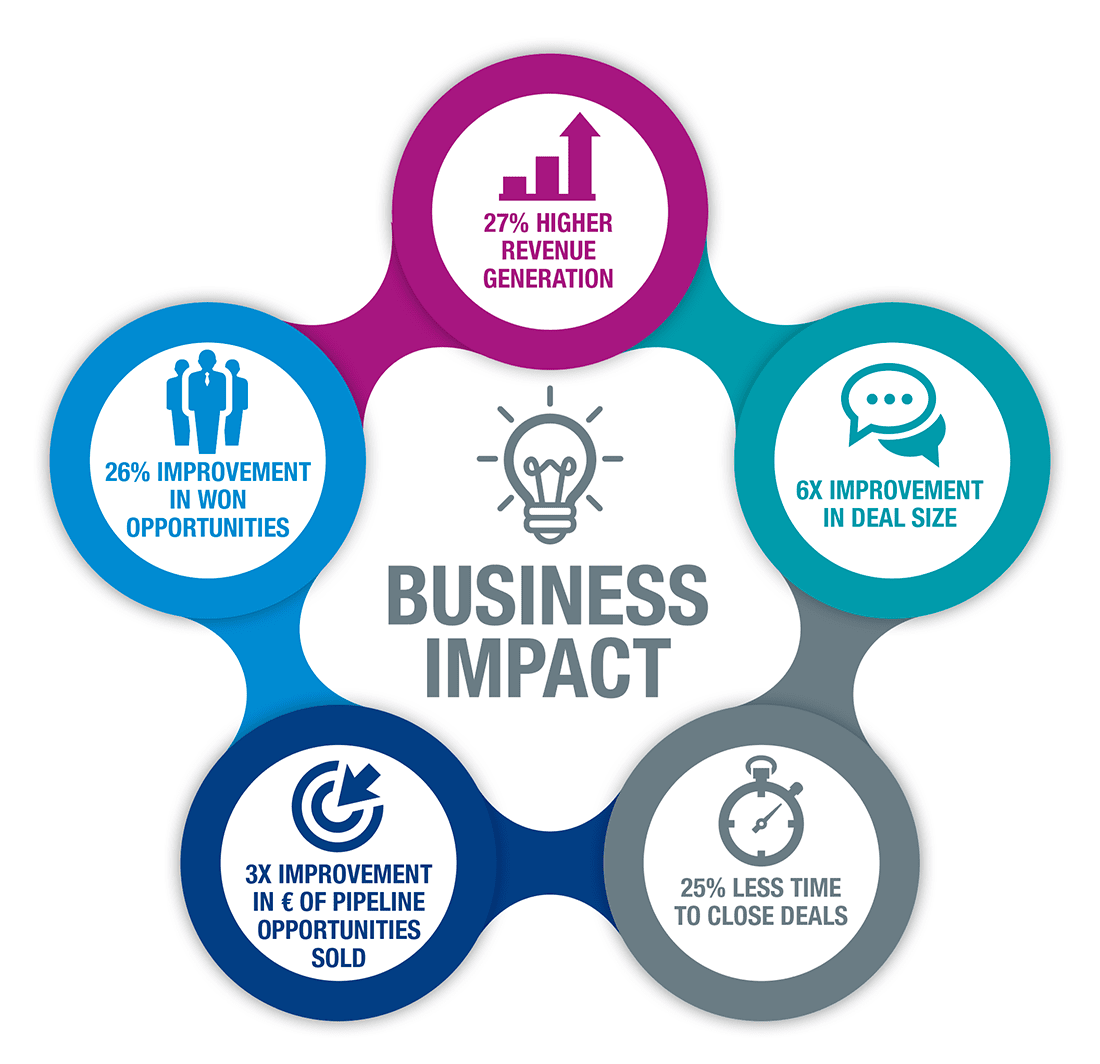 27% HIGHER
REVENUE
GENERATION
26% IMPROVEMENT
IN WON
OPPORTUNITIES
6X IMPROVEMENT
IN DEAL SIZE
BUSINESS
IMPACT
3X IMPROVEMENT
IN € OF PIPELINE
OPPORTUNITIES
SOLD
25% LESS TIME
TO CLOSE DEALS